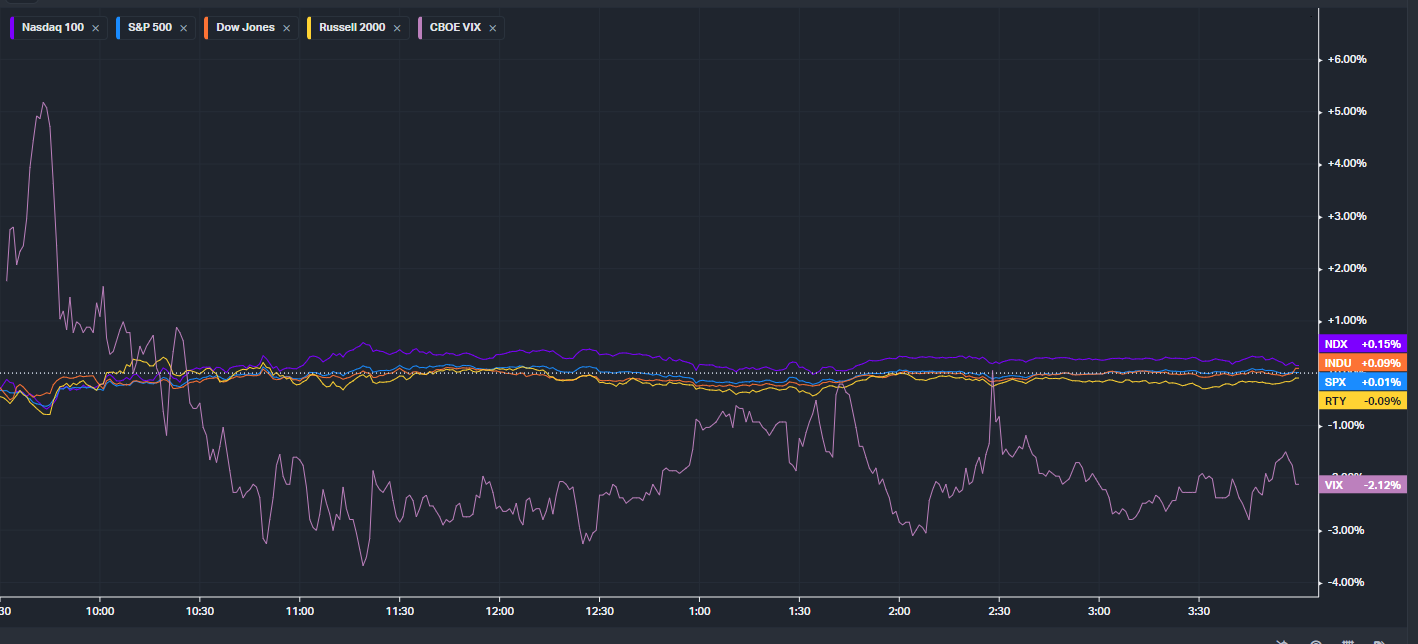 Nasdaq 100 × S&P 500 × Dow Jones × Russell 2000 × CBOE VIX ×
+6.00%
+5.00%
+4.00%
+3.00%
+2.00%
+1.00%
NDX +0.15%
INDU +0.09%
SPX +0.01%
RTY -0.09%
-1.00%
VIX -2.12%
-3.00%
-4.00%
30 10:00 10:30 11:00 11:30 12:00 12:30 1:00 1:30 2:00 2:30 3:00 3:30